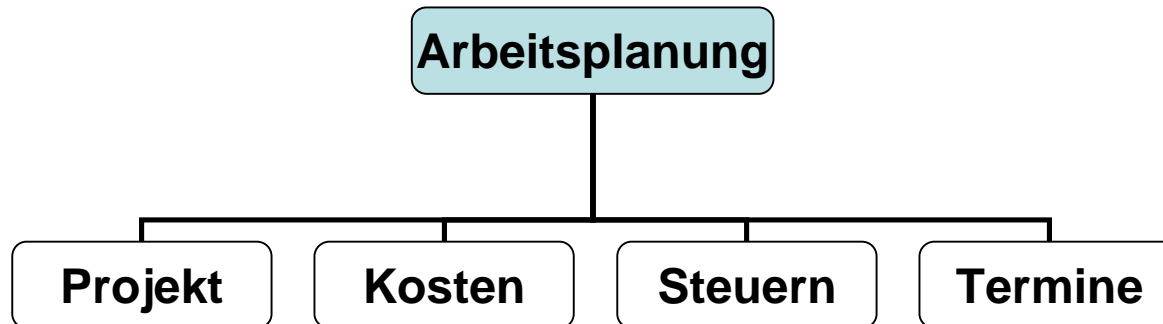 Arbeitsplanung
Projekt
Kosten
Steuern
Termine